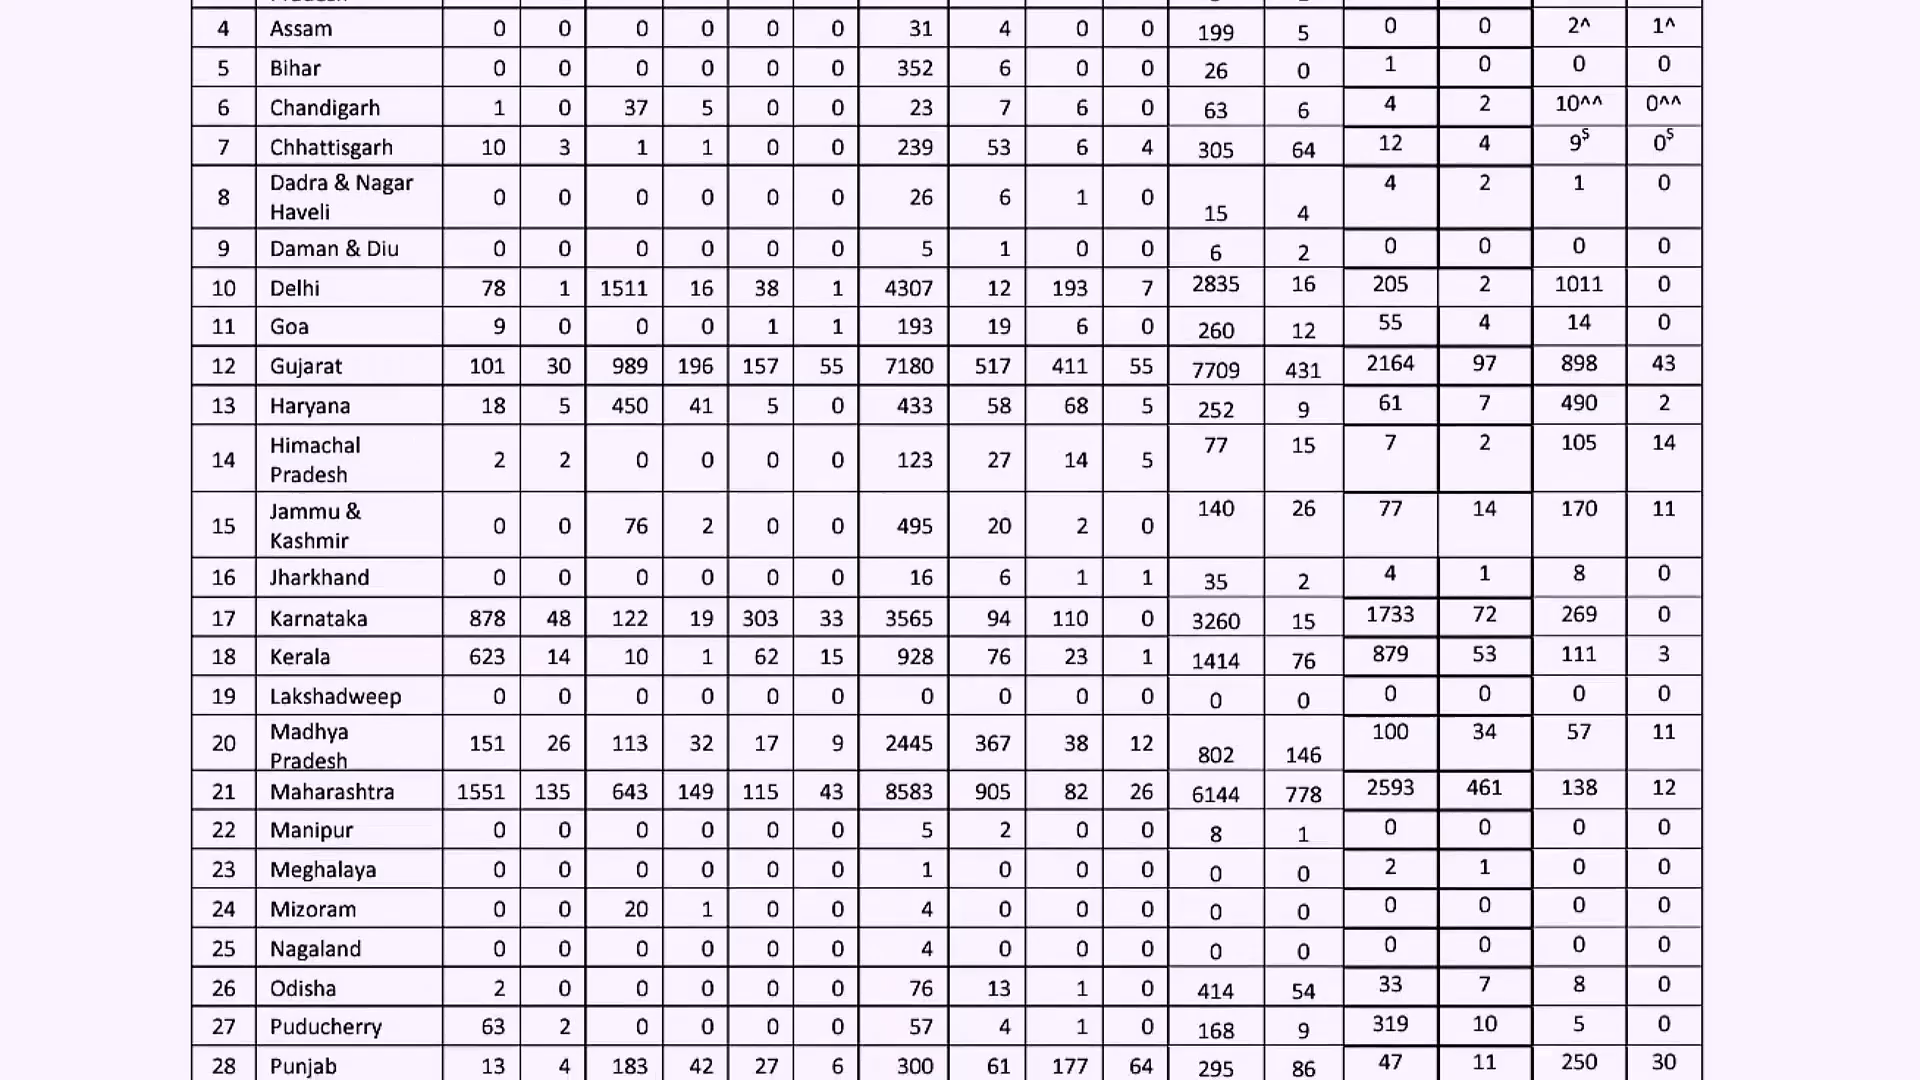 4 Assam 0 0 0 0 0 0 31 4 0 0 199 5 0 0 2^ 1^
5 Bihar 0 0 0 0 0 0 352 6 0 0 26 0 1 0 0 0
6 Chandigarh 1 0 37 5 0 0 23 7 6 0 63 6 4 2 10^^ 0^^
7 Chhattisgarh 10 3 1 1 0 0 239 53 6 4 305 64 12 4 9$ 0$
8 Dadra & Nagar Haveli 0 0 0 0 0 0 26 6 1 0 15 4 4 2 1 0
9 Daman & Diu 0 0 0 0 0 0 5 1 0 0 6 2 0 0 0 0
10 Delhi 78 1 1511 16 38 1 4307 12 193 7 2835 16 205 2 1011 0
11 Goa 9 0 0 0 1 1 193 19 6 0 260 12 55 4 14 0
12 Gujarat 101 30 989 196 157 55 7180 517 411 55 7709 431 2164 97 898 43
13 Haryana 18 5 450 41 5 0 433 58 68 5 252 9 61 7 490 2
14 Himachal Pradesh 2 2 0 0 0 0 123 27 14 5 77 15 7 2 105 14
15 Jammu & Kashmir 0 0 76 2 0 0 495 20 2 0 140 26 77 14 170 11
16 Jharkhand 0 0 0 0 0 0 16 6 1 1 35 2 4 1 8 0
17 Karnataka 878 48 122 19 303 33 3565 94 110 0 3260 15 1733 72 269 0
18 Kerala 623 14 10 1 62 15 928 76 23 1 1414 76 879 53 111 3
19 Lakshadweep 0 0 0 0 0 0 0 0 0 0 0 0 0 0 0 0
20 Madhya Pradesh 151 26 113 32 17 9 2445 367 38 12 802 146 100 34 57 11
21 Maharashtra 1551 135 643 149 115 43 8583 905 82 26 6144 778 2593 461 138 12
22 Manipur 0 0 0 0 0 0 5 2 0 0 8 1 0 0 0 0
23 Meghalaya 0 0 0 0 0 0 1 0 0 0 0 0 2 1 0 0
24 Mizoram 0 0 20 1 0 0 4 0 0 0 0 0 0 0 0 0
25 Nagaland 0 0 0 0 0 0 4 0 0 0 0 0 0 0 0 0
26 Odisha 2 0 0 0 0 0 76 13 1 0 414 54 33 7 8 0
27 Puducherry 63 2 0 0 0 0 57 4 1 0 168 9 319 10 5 0
28 Punjab 13 4 183 42 27 6 300 61 177 64 295 86 47 11 250 30